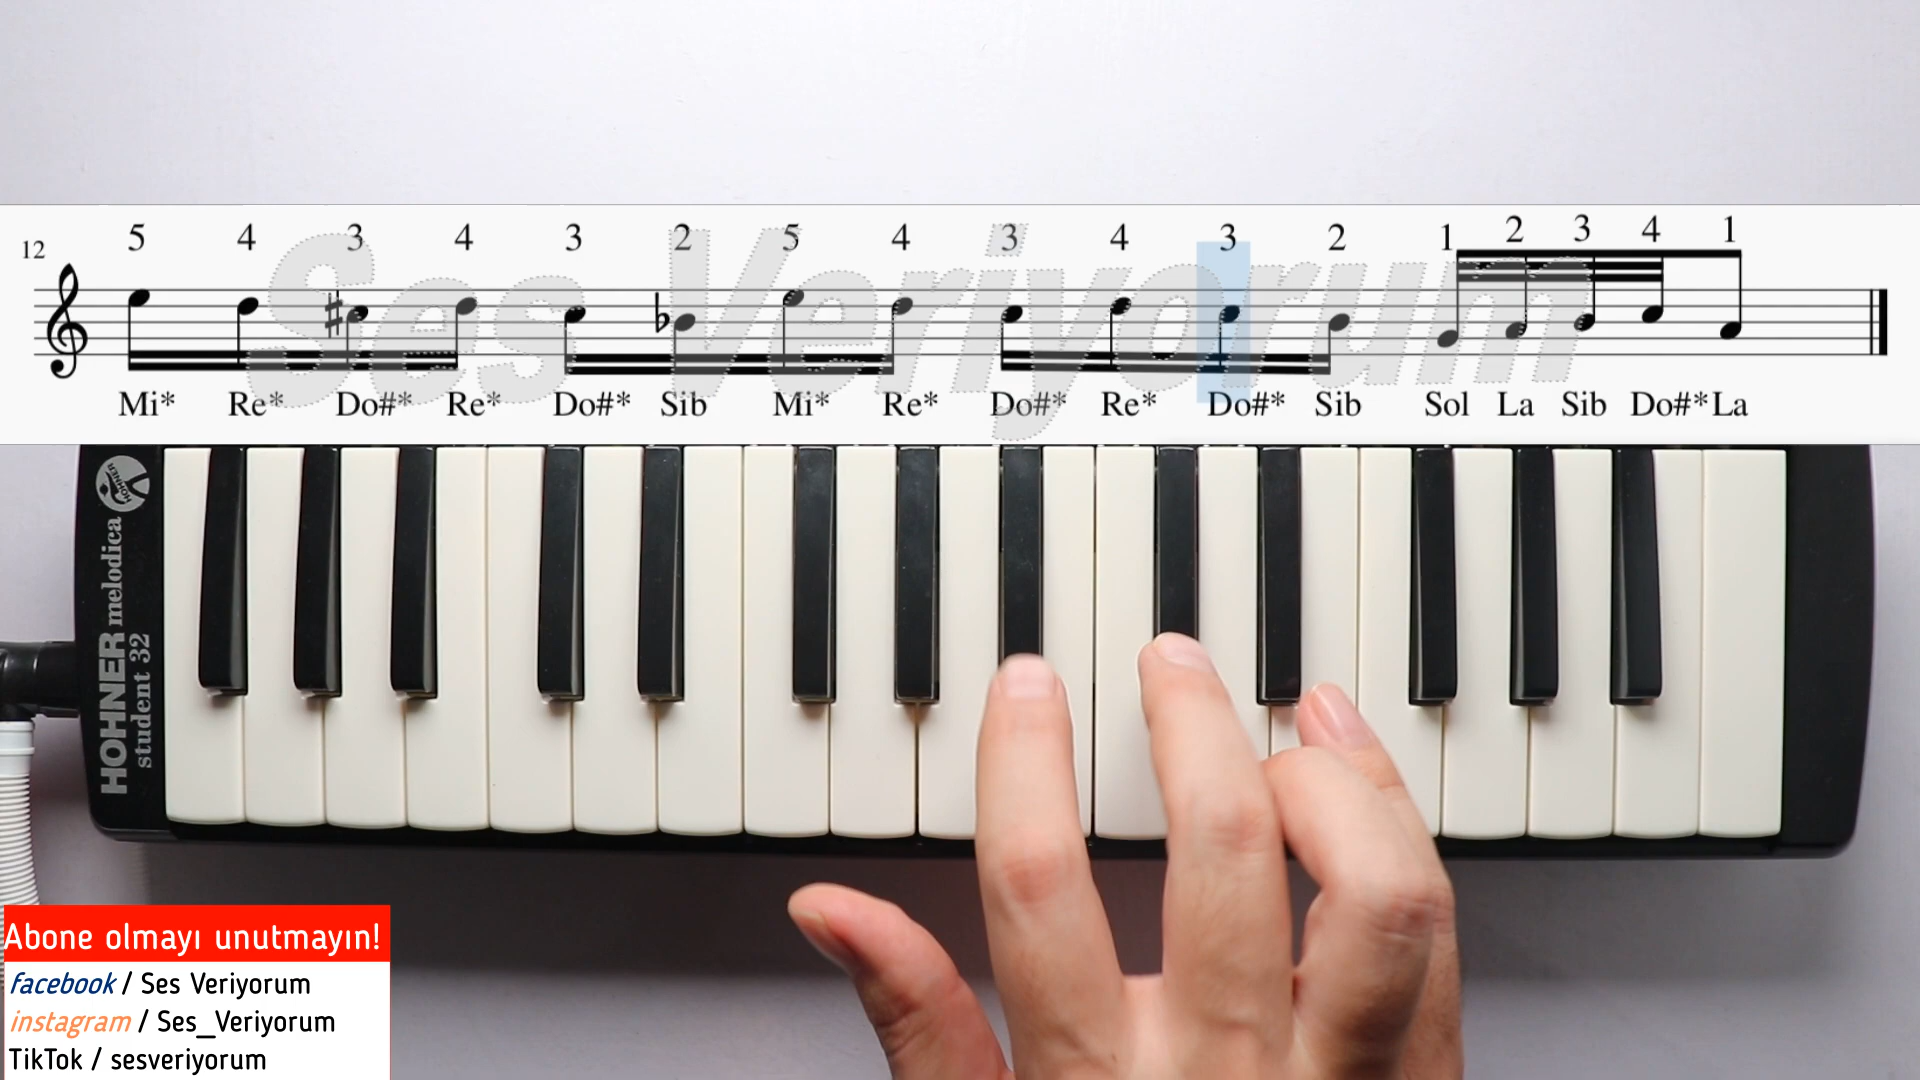 5 4 3 4 3 2 5 4 3 4 3 2 1 2 3 4 1
12
Ses Veriyorum
Mi* Re* Do#* Re* Do#* Sib Mi* Re* Do#* Re* Do#* Sib Sol La Sib Do#* La
HOHNER
HOHNER melodica
student 32
Abone olmayı unutmayın!
facebook / Ses Veriyorum
instagram / Ses_Veriyorum
TikTok / sesveriyorum